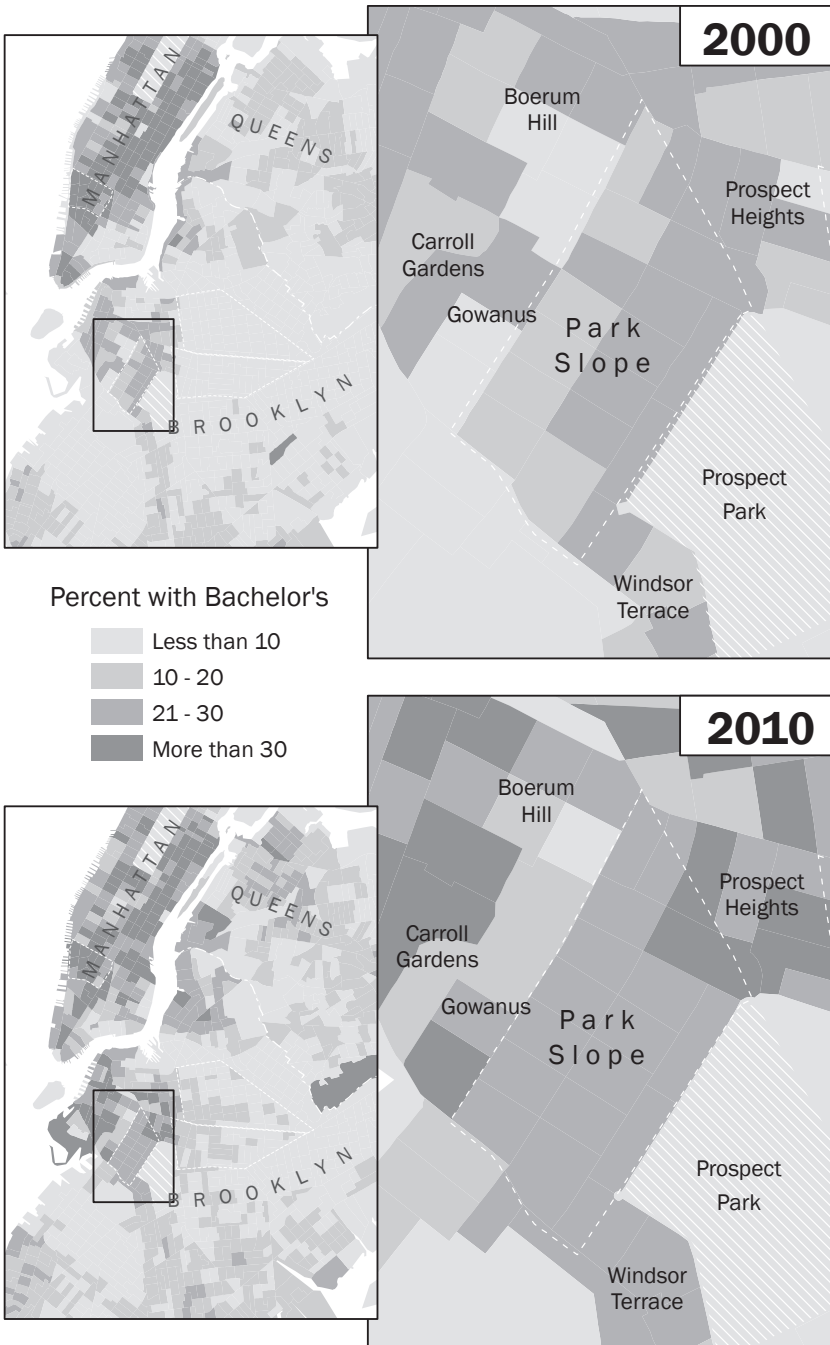 2000
MANHATTAN
QUEENS
BROOKLYN
Boerum
Hill
Prospect
Heights
Carroll
Gardens
Gowanus
Park
Slope
Prospect
Park
Windsor
Terrace
Percent with Bachelor's
Less than 10
10 - 20
21 - 30
More than 30
2010
MANHATTAN
QUEENS
BROOKLYN
Boerum
Hill
Prospect
Heights
Carroll
Gardens
Gowanus
Park
Slope
Prospect
Park
Windsor
Terrace